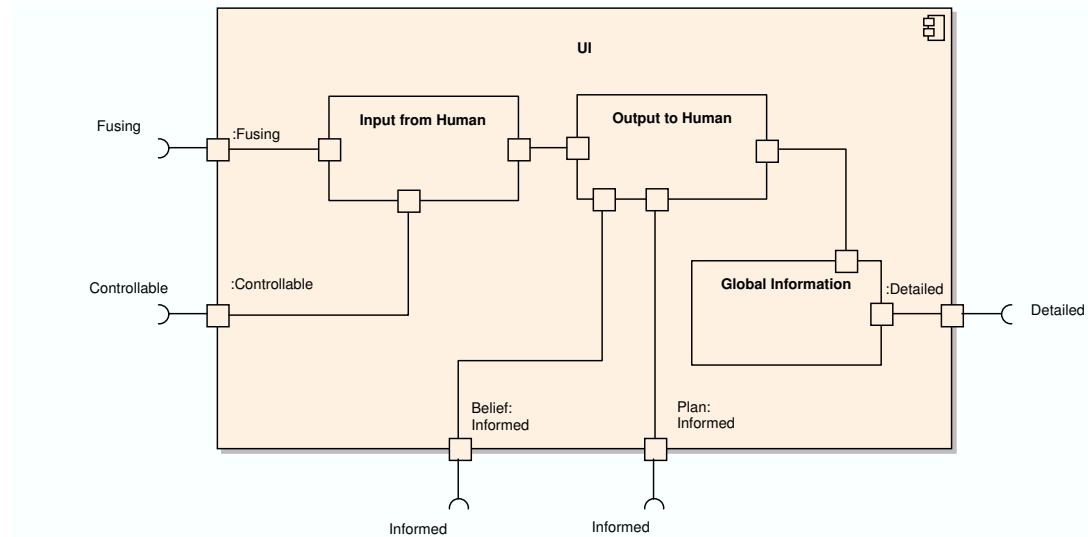 UI
Input from Human
Output to Human
Fusing
:Fusing
Controllable
:Controllable
Global Information
:Detailed
Detailed
Belief:
Informed
Plan:
Informed
Informed
Informed